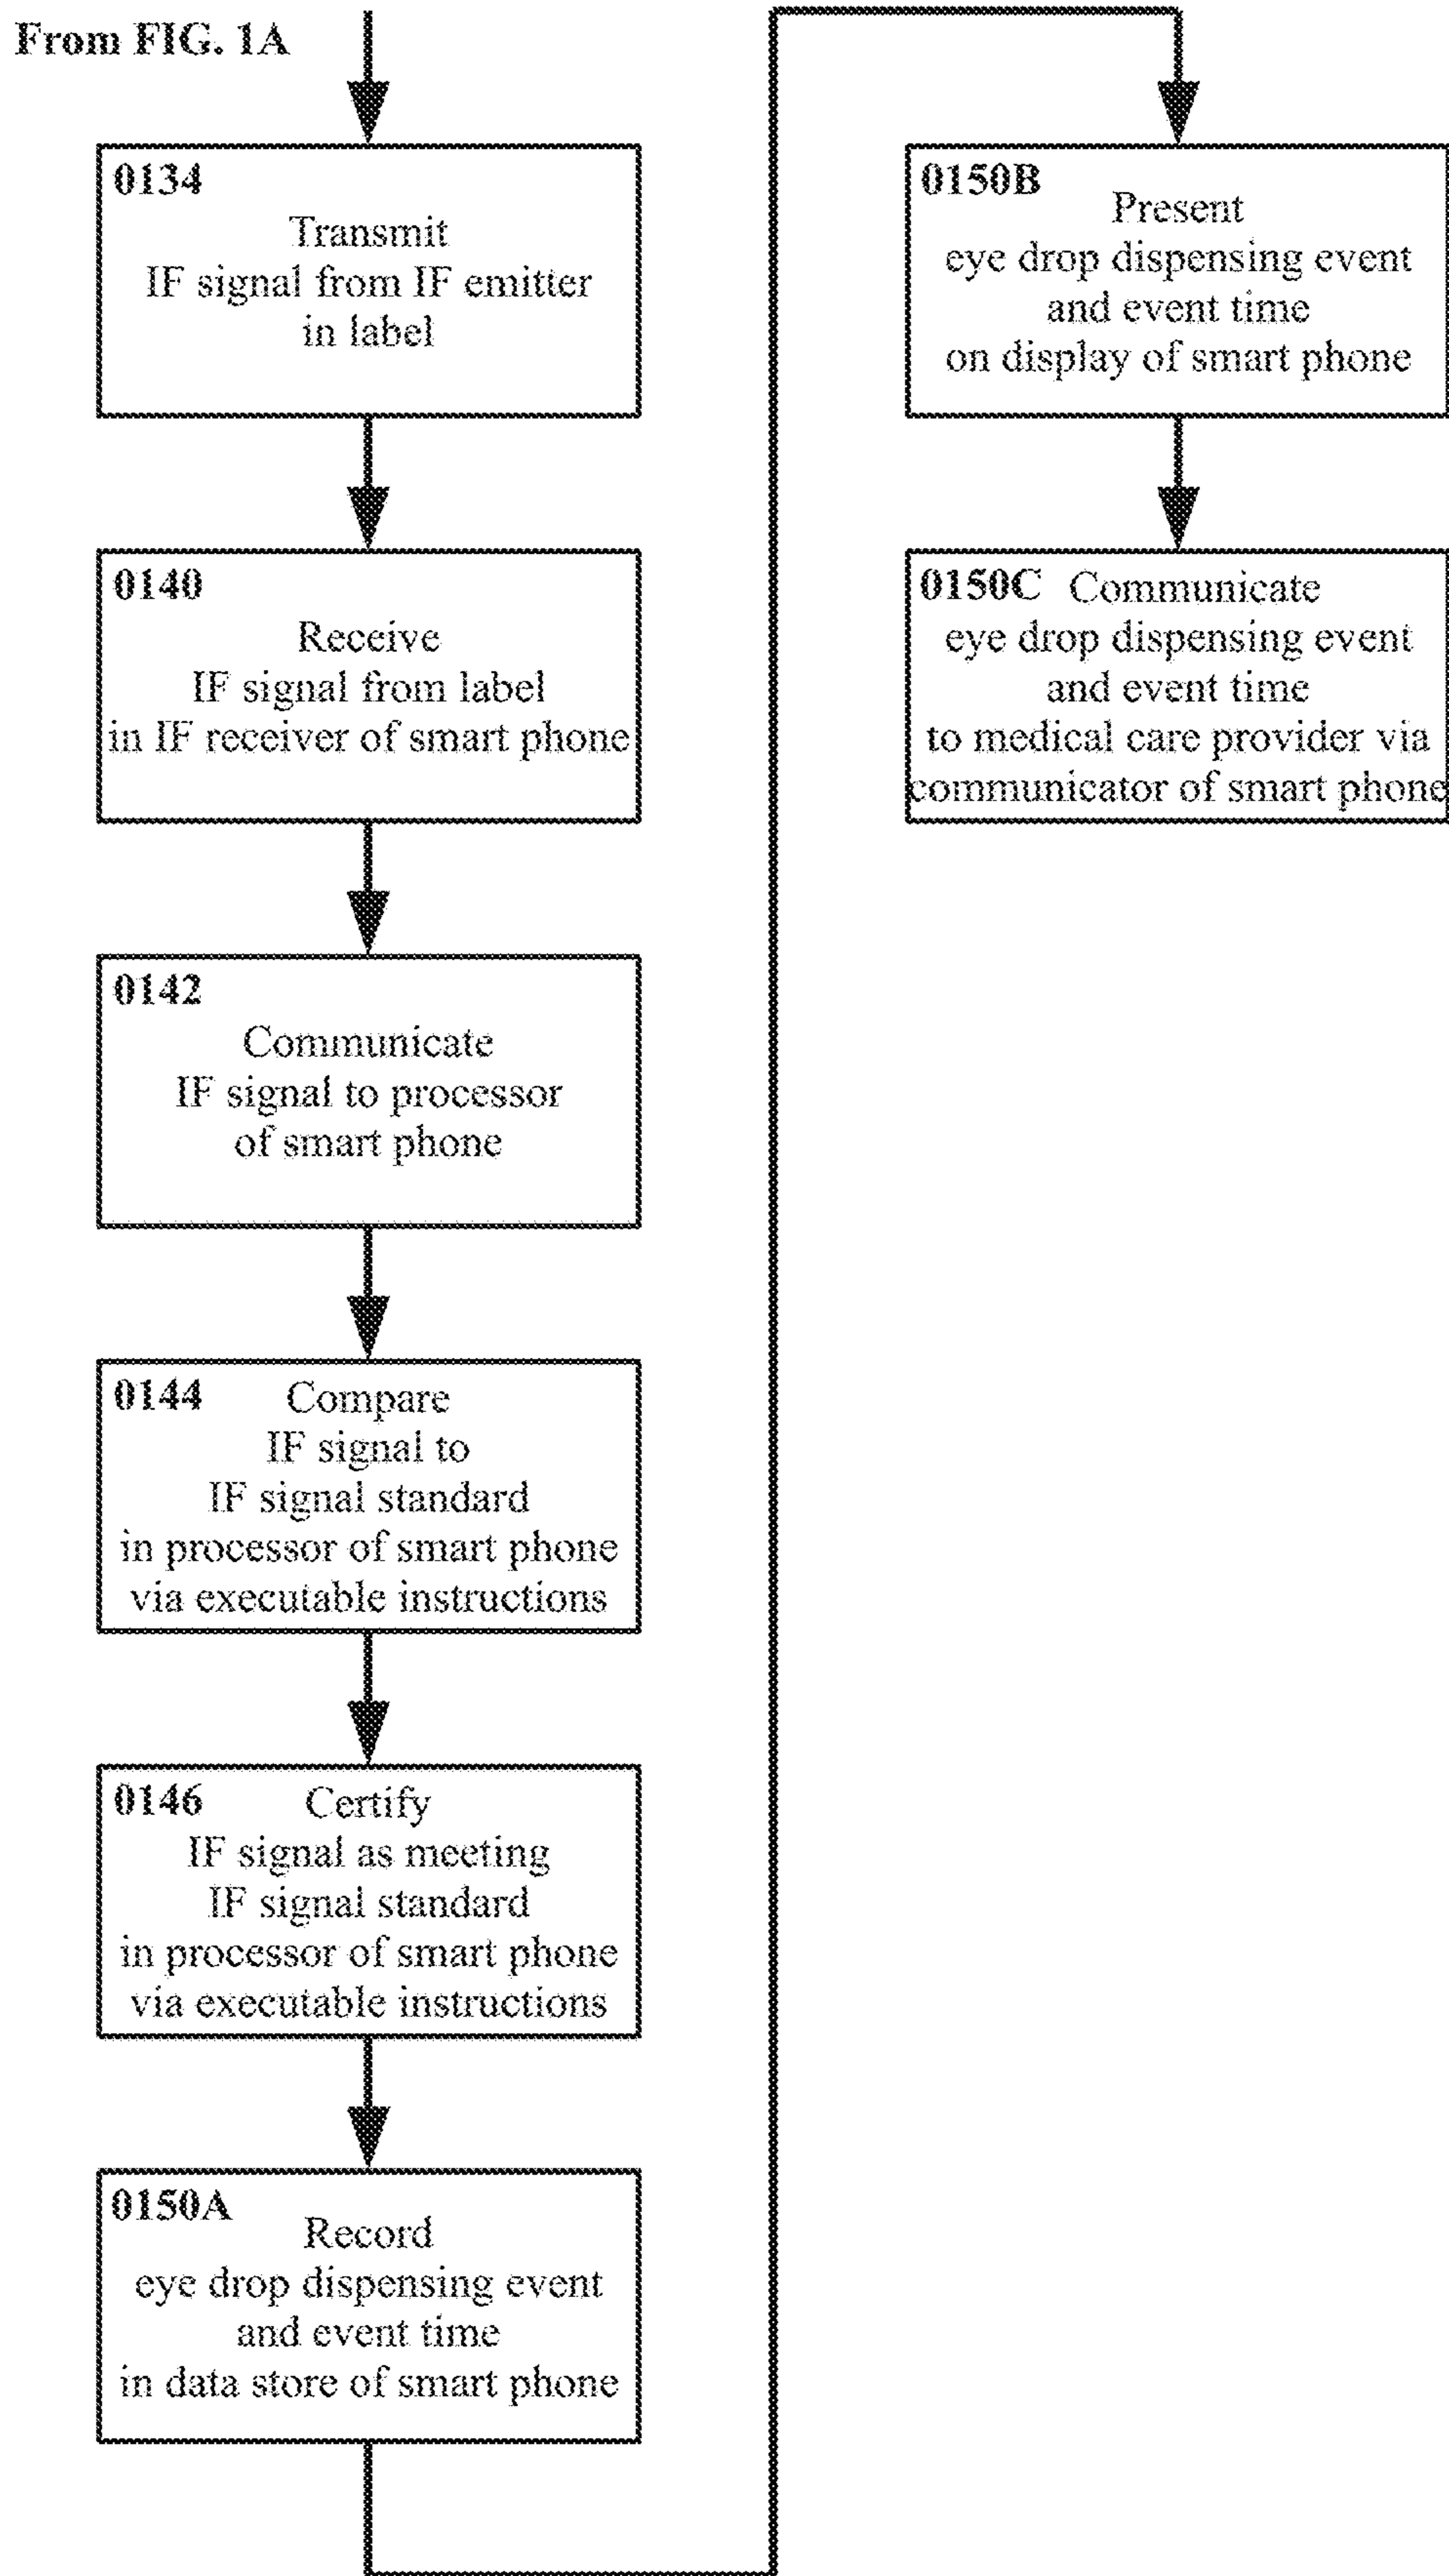 From FIG. 1A
0134
Transmit
IF signal from IF emitter
in label
0140
Receive
IF signal from label
in IF receiver of smart phone
0142
Communicate
IF signal to processor
of smart phone
0144 Compare
IF signal to
IF signal standard
in processor of smart phone
via executable instructions
0146 Certify
IF signal as meeting
IF signal standard
in processor of smart phone
via executable instructions
0150A
Record
eye drop dispensing event
and event time
in data store of smart phone
0150B
Present
eye drop dispensing event
and event time
on display of smart phone
0150C Communicate
eye drop dispensing event
and event time
to medical care provider via
communicator of smart phone